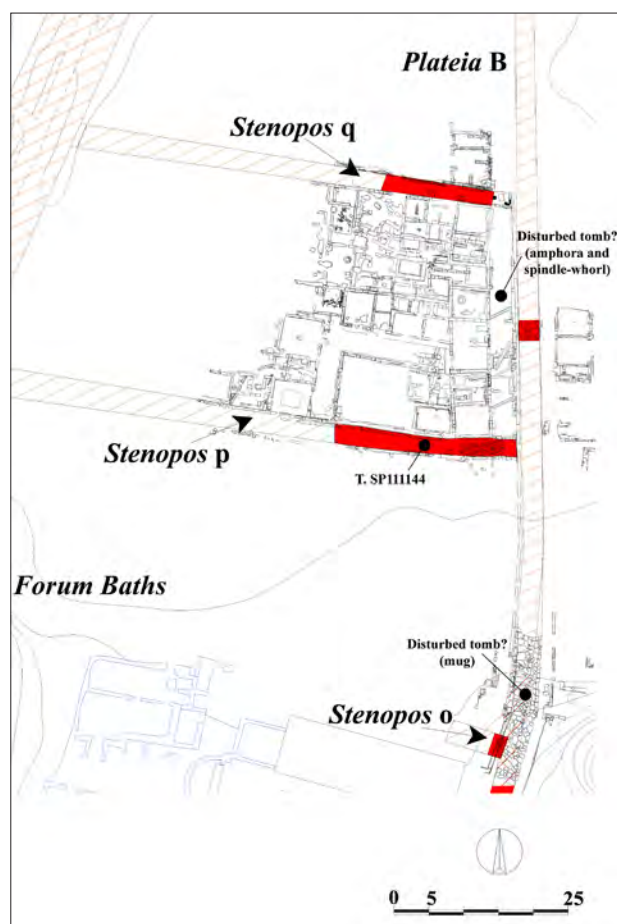 Plateia B
Stenopos q
Disturbed tomb?
(amphora and
spindle-whorl)
Stenopos p
T. SP111144
Forum Baths
Disturbed tomb?
(mug)
Stenopos o
0 5 25